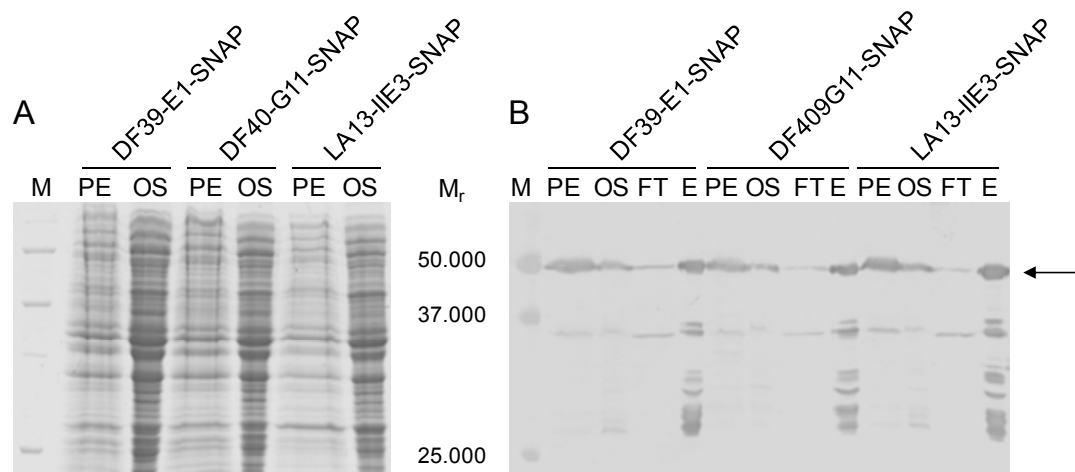 A
DF39-E1-SNAP
DF40-G11-SNAP
LA13-IIE3-SNAP
M PE OS PE OS PE OS
Mr
50.000
37.000
25.000
B
DF39-E1-SNAP
DF409G11-SNAP
LA13-IIE3-SNAP
M PE OS FT E PE OS FT E PE OS FT E